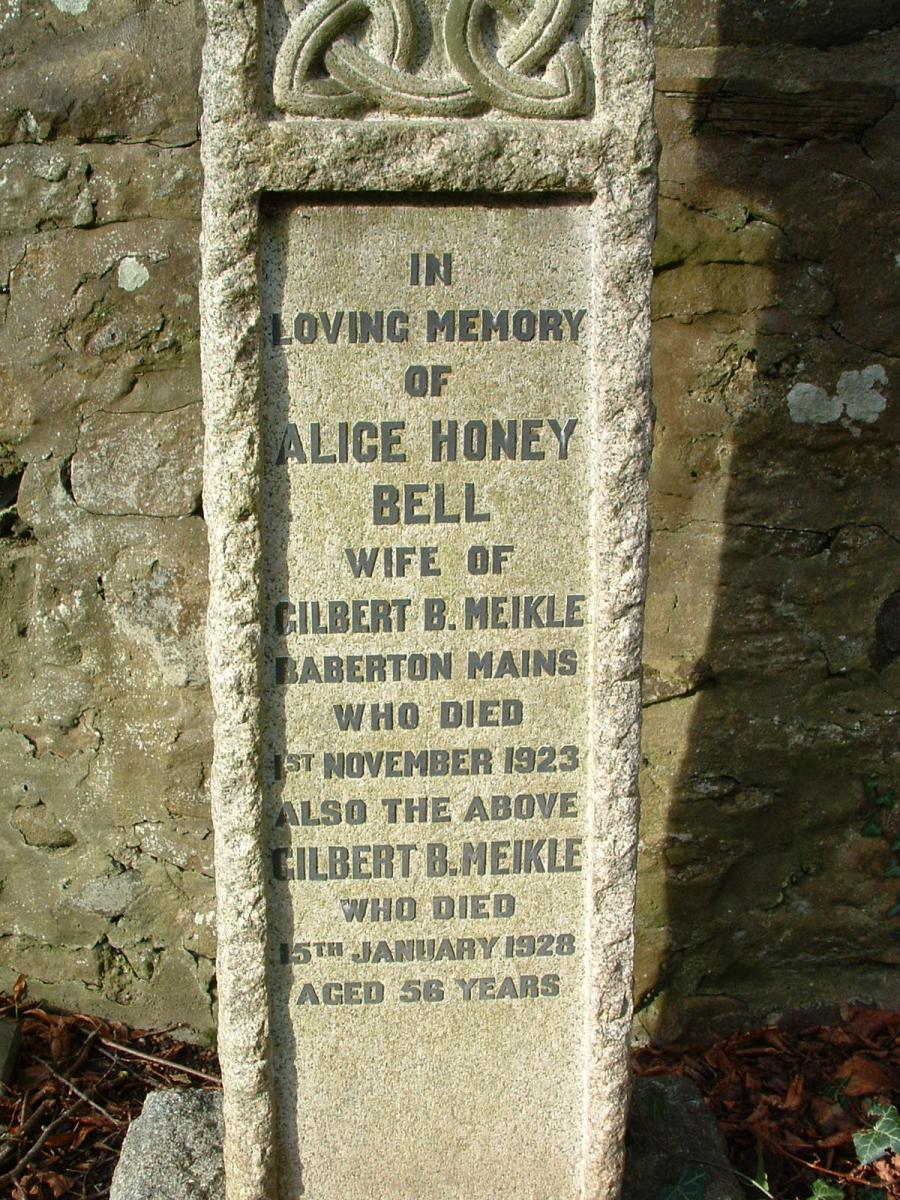 IN
LOVING MEMORY
OF
ALICE HONEY
BELL
WIFE OF
GILBERT B. MEIKLE
BABERTON MAINS
WHO DIED
1ST NOVEMBER 1923
ALSO THE ABOVE
GILBERT B. MEIKLE
WHO DIED
15TH JANUARY 1928
AGED 56 YEARS